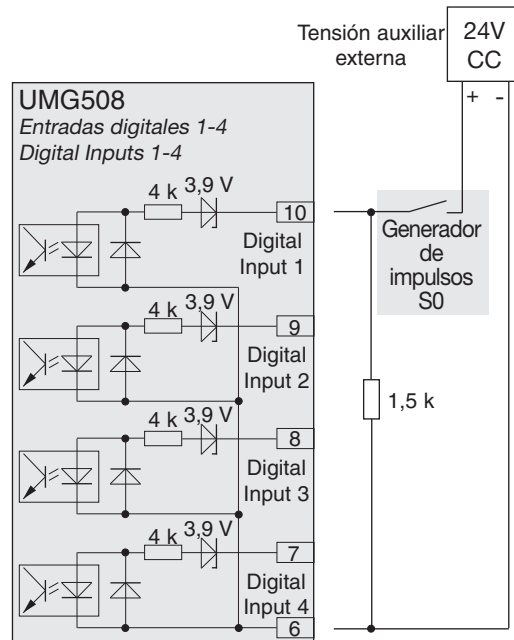 Tensión auxiliar
externa
24V
CC
+ -
UMG508
Entradas digitales 1-4
Digital Inputs 1-4
4 k 3,9 V
10
Digital
Input 1
Generador
de
impulsos
S0
4 k 3,9 V
9
Digital
Input 2
1,5 k
4 k 3,9 V
8
Digital
Input 3
4 k 3,9 V
7
Digital
Input 4
6